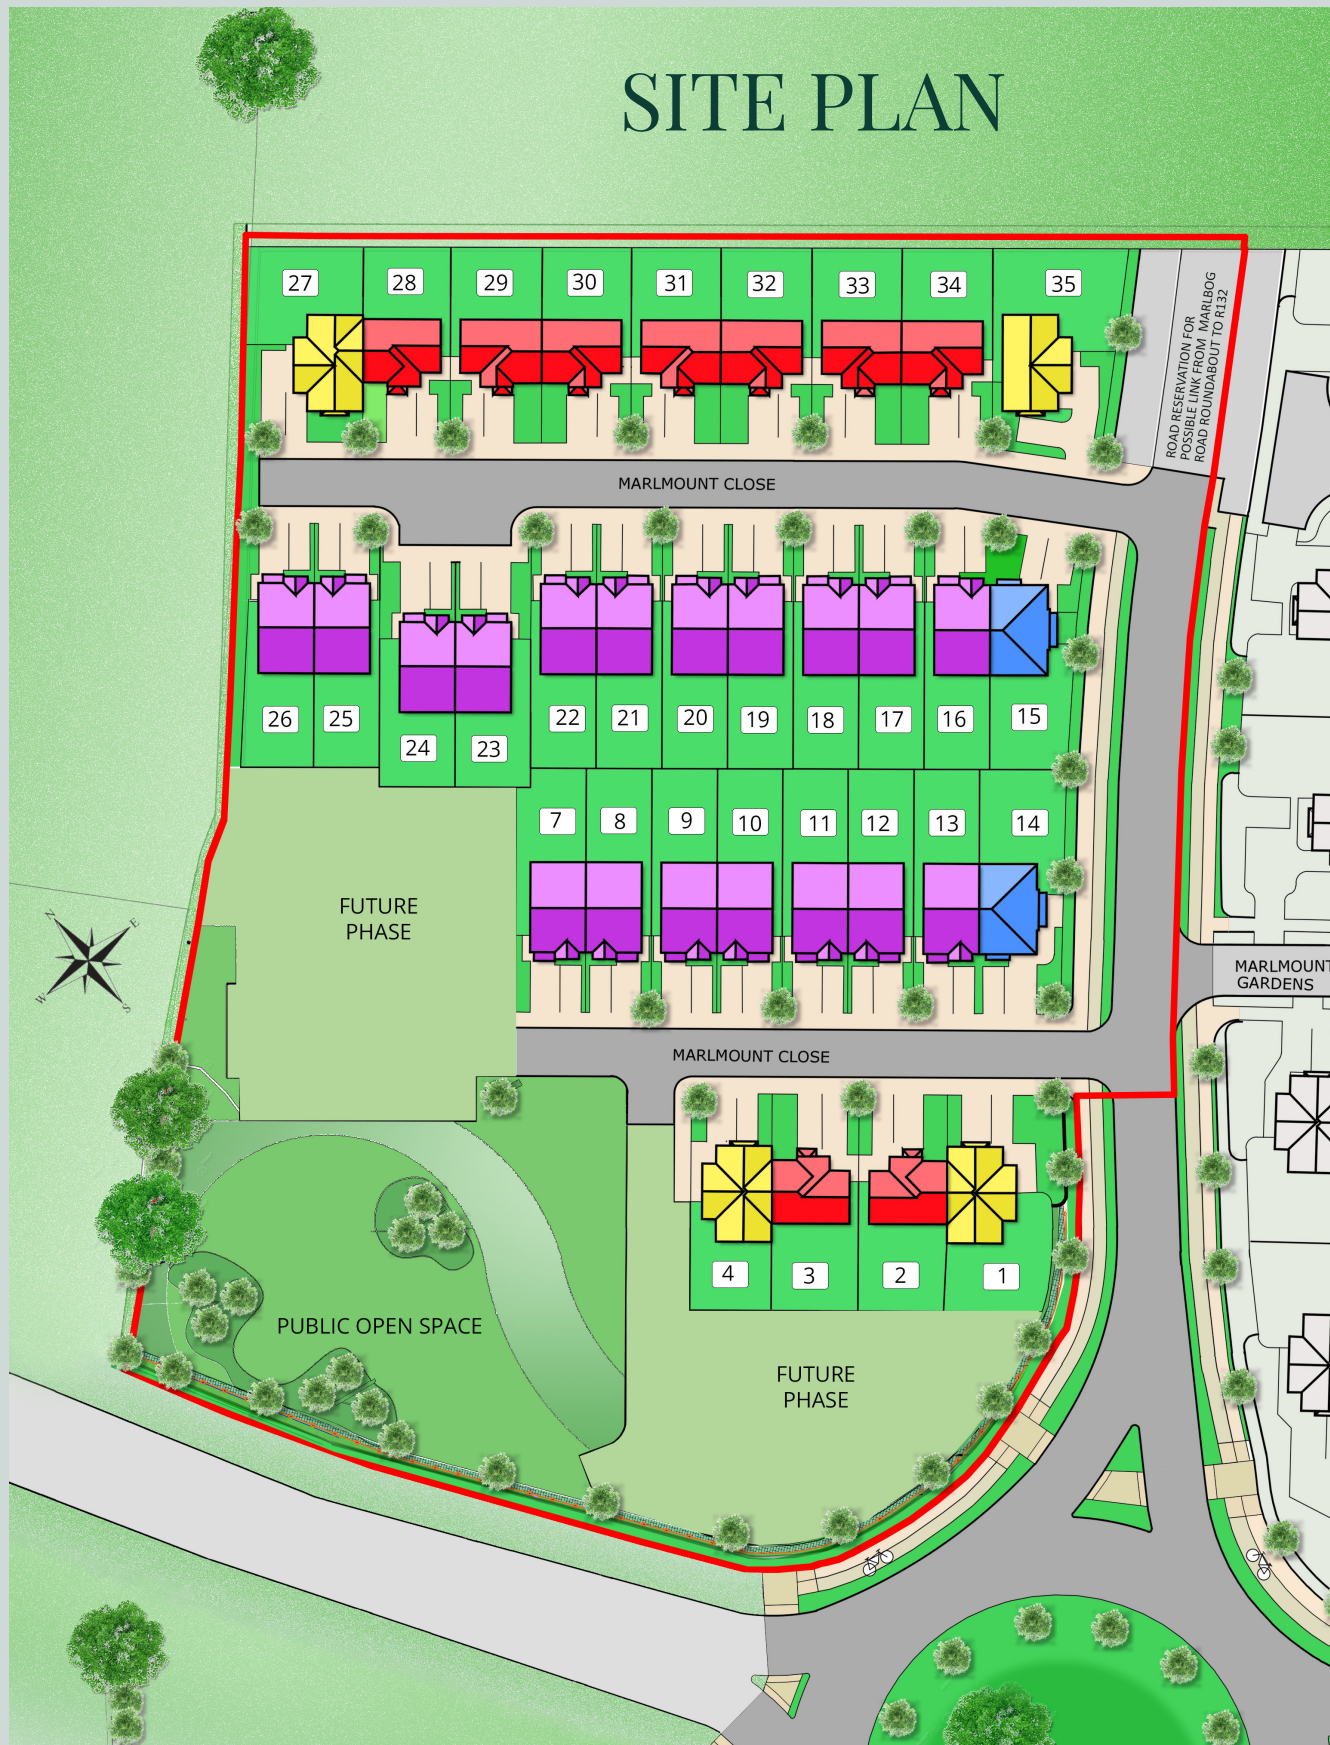 SITE PLAN
27
28
29
30
31
32
33
34
35
ROAD RESERVATION FOR
POSSIBLE LINK FROM MARLBOG
ROAD ROUNDABOUT TO R132
MARLMOUNT CLOSE
26
25
24
23
22
21
20
19
18
17
16
15
7
8
9
10
11
12
13
14
FUTURE
PHASE
N
E
W
S
MARLMOUNT
GARDENS
MARLMOUNT CLOSE
4
3
2
1
PUBLIC OPEN SPACE
FUTURE
PHASE